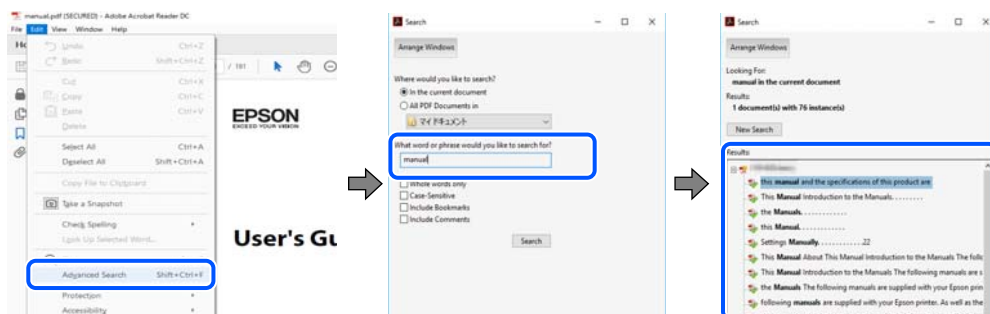 manual.pdf (SECURED) - Adobe Acrobat Reader DC
File Edit View Window Help
Undo Ctrl+Z
Redo Shift+Ctrl+Z
Cut Ctrl+X
Copy Ctrl+C
Paste Ctrl+V
Delete
Select All Ctrl+A
Deselect All Shift+Ctrl+A
Copy File to Clipboard
Take a Snapshot
Check Spelling
Look Up Selected Word...
Advanced Search Shift+Ctrl+F
Protection
Accessibility
/ 181
EPSON
EXCEED YOUR VISION
User's Gu
Search
Arrange Windows
Where would you like to search?
In the current document
All PDF Documents in
マイ ドキュメント
What word or phrase would you like to search for?
manual
Whole words only
Case-Sensitive
Include Bookmarks
Include Comments
Search
Search
Arrange Windows
Looking For:
manual in the current document
Results:
1 document(s) with 76 instance(s)
New Search
Results:
this manual and the specifications of this product are
This Manual Introduction to the Manuals. . . . . . . . .
the Manuals. . . . . . . . . . . . .
this Manual. . . . . . . . . . . . .
Settings Manually. . . . . . . . . . . . .22
This Manual About This Manual Introduction to the Manuals The follo
This Manual Introduction to the Manuals The following manuals are s
the Manuals The following manuals are supplied with your Epson prin
following manuals are supplied with your Epson printer. As well as the